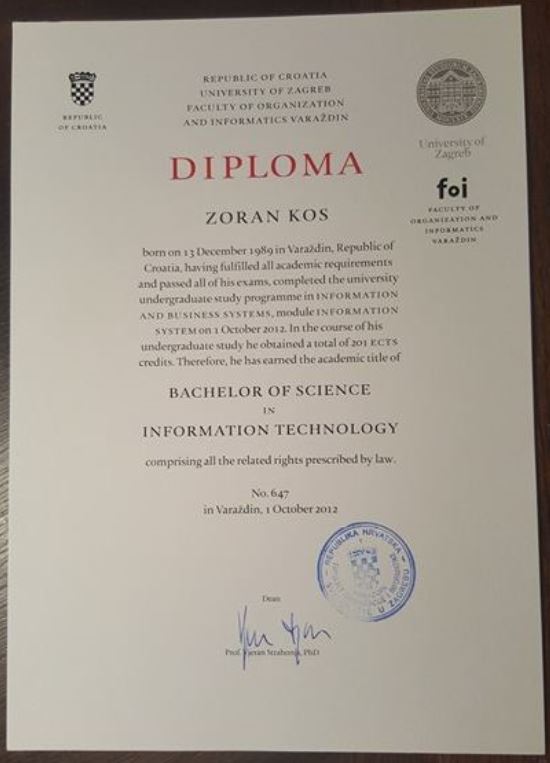 REPUBLIC
OF CROATIA
REPUBLIC OF CROATIA
UNIVERSITY OF ZAGREB
FACULTY OF ORGANIZATION
AND INFORMATICS VARAŽDIN
University of
Zagreb
foi
FACULTY OF
ORGANIZATION AND
INFORMATICS
VARAŽDIN
DIPLOMA
ZORAN KOS
born on 13 December 1989 in Varaždin, Republic of
Croatia, having fulfilled all academic requirements
and passed all of his exams, completed the university
undergraduate study programme in INFORMATION
AND BUSINESS SYSTEMS, module INFORMATION
SYSTEM on 1 October 2012. In the course of his
undergraduate study he obtained a total of 201 ECTS
credits. Therefore, he has earned the academic title of
BACHELOR OF SCIENCE
IN
INFORMATION TECHNOLOGY
comprising all the related rights prescribed by law.
No. 647
in Varaždin, 1 October 2012
REPUBLIKA HRVATSKA
U ZAGREBU
Dean
Prof. Vjeran Strahonja, PhD